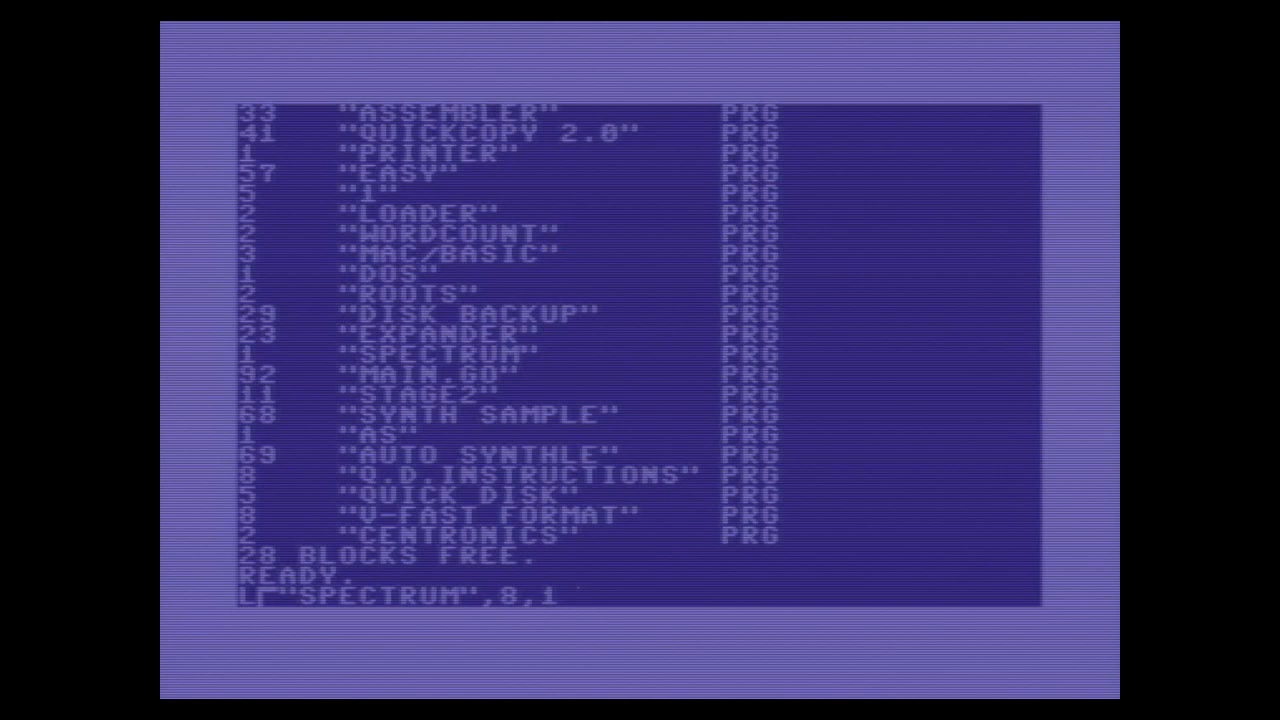 33 "ASSEMBLER" PRG
41 "QUICKCOPY 2.0" PRG
1 "PRINTER" PRG
57 "EASY" PRG
5 "1" PRG
2 "LOADER" PRG
2 "WORDCOUNT" PRG
3 "MAC/BASIC" PRG
1 "DOS" PRG
2 "ROOTS" PRG
29 "DISK BACKUP" PRG
23 "EXPANDER" PRG
1 "SPECTRUM" PRG
92 "MAIN.GO" PRG
11 "STAGE2" PRG
68 "SYNTH SAMPLE" PRG
1 "AS" PRG
69 "AUTO SYNTHLE" PRG
8 "Q.D.INSTRUCTIONS" PRG
5 "QUICK DISK" PRG
8 "V-FAST FORMAT" PRG
2 "CENTRONICS" PRG
28 BLOCKS FREE.
READY.
L┌"SPECTRUM",8,1